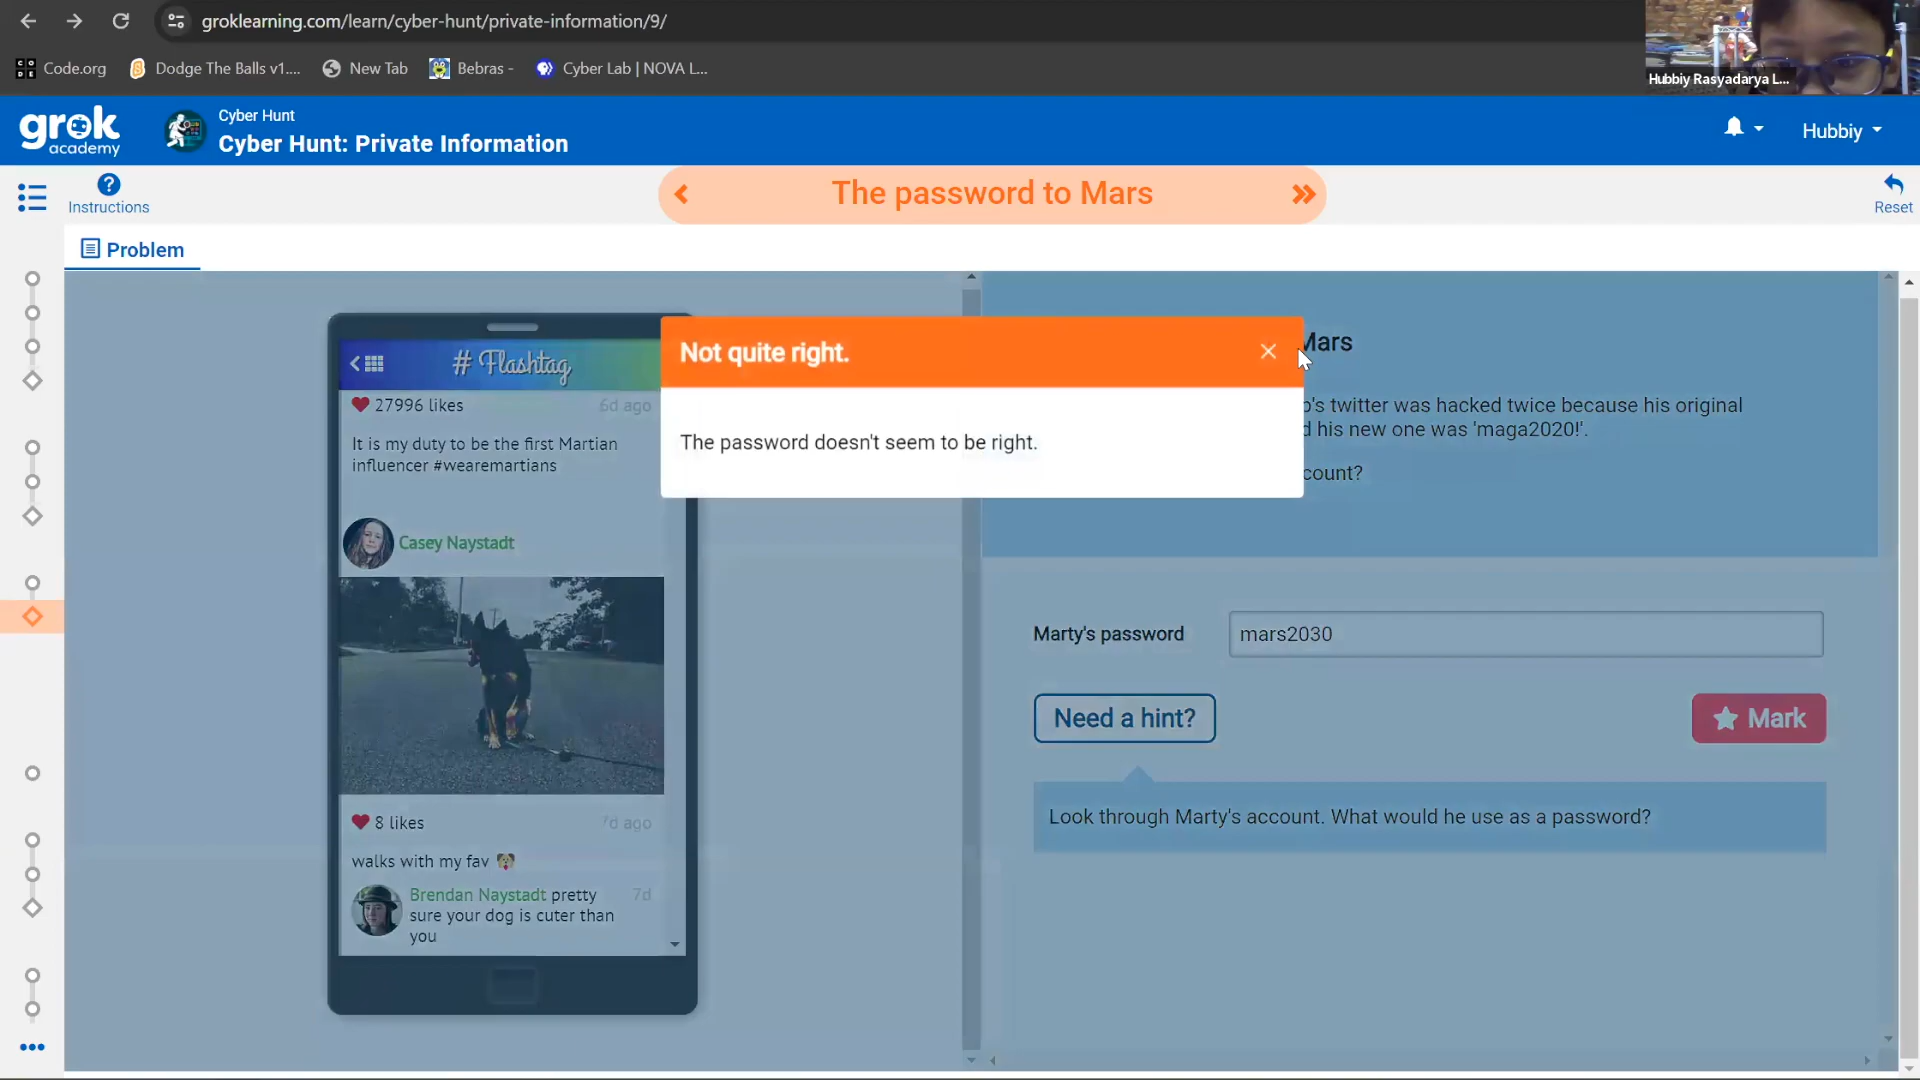 groklearning.com/learn/cyber-hunt/private-information/9/
Code.org
Dodge The Balls v1....
New Tab
Bebras -
Cyber Lab | NOVA L...
Hubbiy Rasyadarya L...
grok
academy
Cyber Hunt
Cyber Hunt: Private Information
Hubbiy
Instructions
The password to Mars
Reset
Problem
# Flashtag
27996 likes
6d ago
It is my duty to be the first Martian
influencer #wearemartians
Casey Naystadt
8 likes
7d ago
walks with my fav
Brendan Naystadt pretty
7d
sure your dog is cuter than
you
Not quite right.
The password doesn't seem to be right.
Mars
p's twitter was hacked twice because his original
d his new one was 'maga2020!'.
count?
Marty's password
mars2030
Need a hint?
Mark
Look through Marty's account. What would he use as a password?